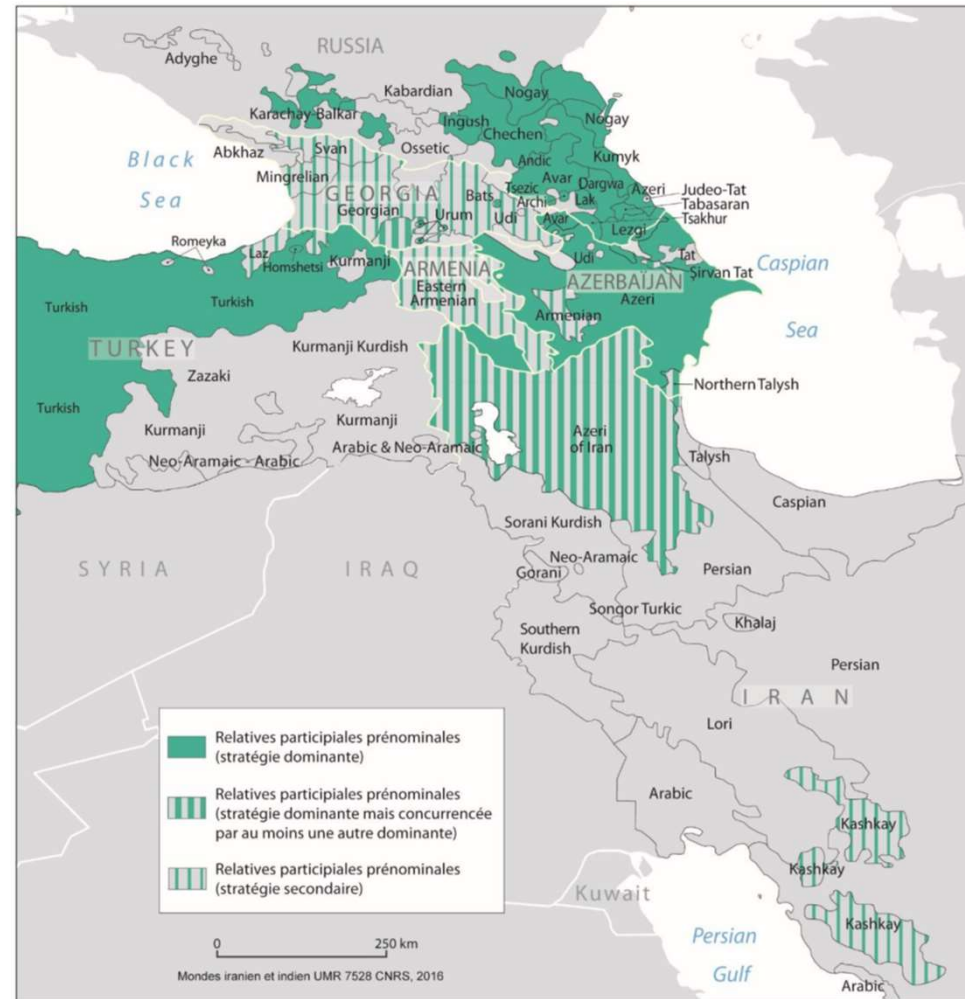 RUSSIA
Adyghe
Kabardian
Nogay
Karachay-Balkar
Ingush
Nogay
Chechen
Abkhaz
Svan
Ossetic
Black
Sea
Andic
Kumyk
Mingrelian
Avar
GEORGIA
Tsezic
Dargwa
Azeri
Judeo-Tat
Bats
Archi
Lak
Tabasaran
Georgian
Urum
Udi
Avar
Tsakhur
Lezgi
Romeyka
Laz
Homshetsi
Kurmanji
Udi
Tat
ARMENIA
Şirvan Tat
Caspian
Sea
Eastern
Armenian
AZERBAIJAN
Azeri
Turkish
Turkish
Armenian
TURKEY
Kurmanji Kurdish
Zazaki
Northern Talysh
Turkish
Kurmanji
Kurmanji
Azeri
of Iran
Neo-Aramaic - Arabic
Arabic & Neo-Aramaic
Talysh
Caspian
Sorani Kurdish
SYRIA
IRAQ
Neo-Aramaic
Gorani
Persian
Songor Turkic
Khalaj
Southern
Kurdish
Persian
IRAN
Lori
Relatives participiales prénominales
(stratégie dominante)
Relatives participiales prénominales
(stratégie dominante mais concurrencée
par au moins une autre dominante)
Relatives participiales prénominales
(stratégie secondaire)
Arabic
Kashkay
Kashkay
Kuwait
Kashkay
Persian
Gulf
0
250 km
Mondes iranien et indien UMR 7528 CNRS, 2016
Arabic